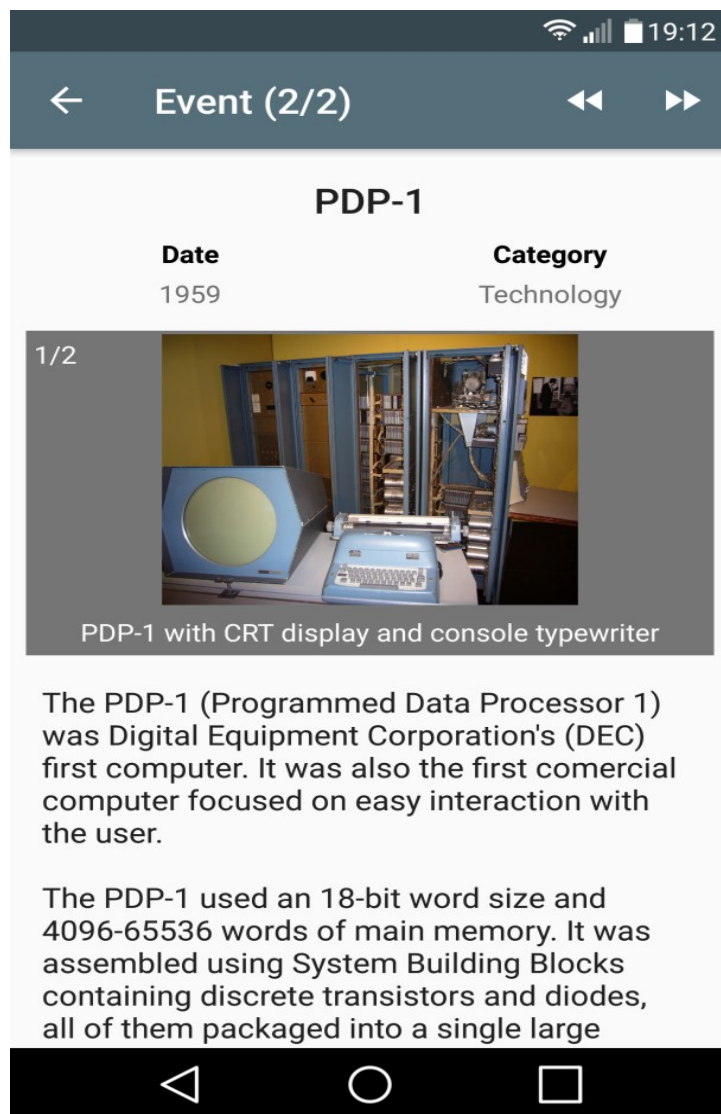 19:12
Event (2/2)
PDP-1
Date
Category
1959
Technology
1/2
PDP-1 with CRT display and console typewriter
The PDP-1 (Programmed Data Processor 1)
was Digital Equipment Corporation's (DEC)
first computer. It was also the first comercial
computer focused on easy interaction with
the user.
The PDP-1 used an 18-bit word size and
4096-65536 words of main memory. It was
assembled using System Building Blocks
containing discrete transistors and diodes,
all of them packaged into a single large